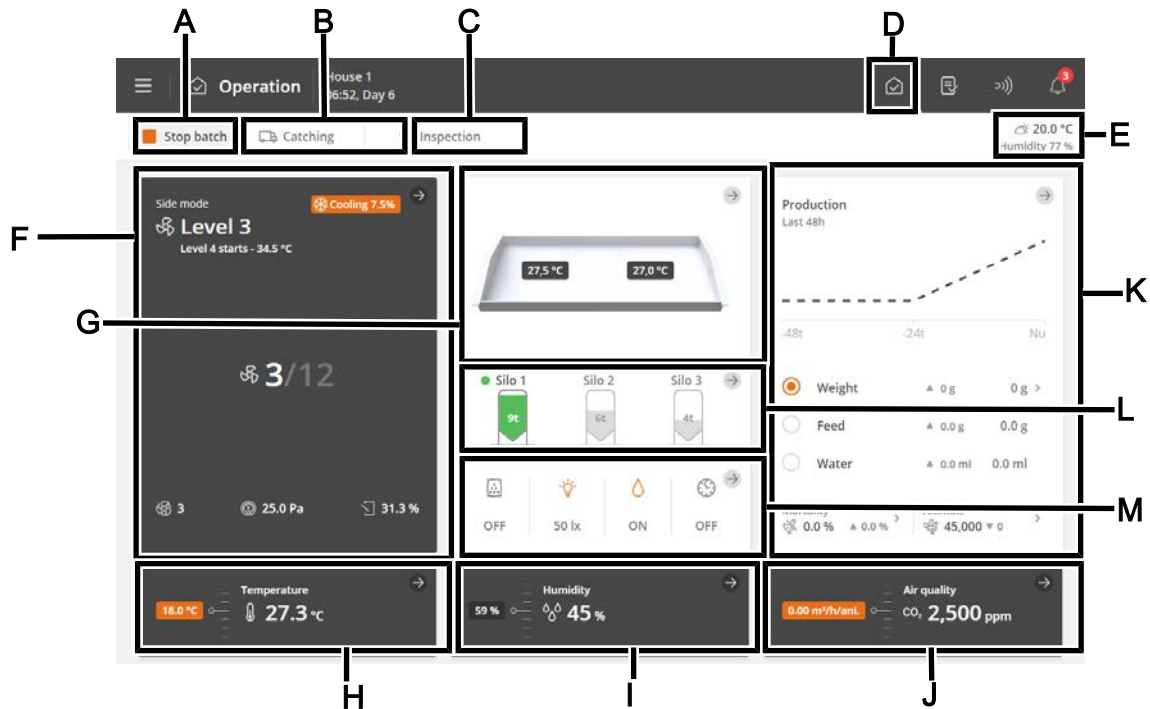 A
B
C
D
Operation
House 1
06:52, Day 6
3
Stop batch
Catching
Inspection
20.0 °C
Humidity 77 %
E
F
Side mode
Cooling 7.5%
Level 3
Level 4 starts - 34.5 °C
3/12
3
25.0 Pa
31.3 %
G
27,5 °C
27,0 °C
Silo 1
Silo 2
Silo 3
9t
6t
4t
L
OFF
50 lx
ON
OFF
M
Production
Last 48h
-48t
-24t
Nu
K
Weight
▲ 0 g
0 g >
Feed
▲ 0.0 g
0.0 g
Water
▲ 0.0 ml
0.0 ml
Mortality
0.0 % ▲ 0.0 % >
45,000 ▼ 0 >
Temperature
18.0 °C
27.3 °C
H
Humidity
59 %
45 %
I
Air quality
0.00 m³/h/ani.
CO₂ 2,500 ppm
J